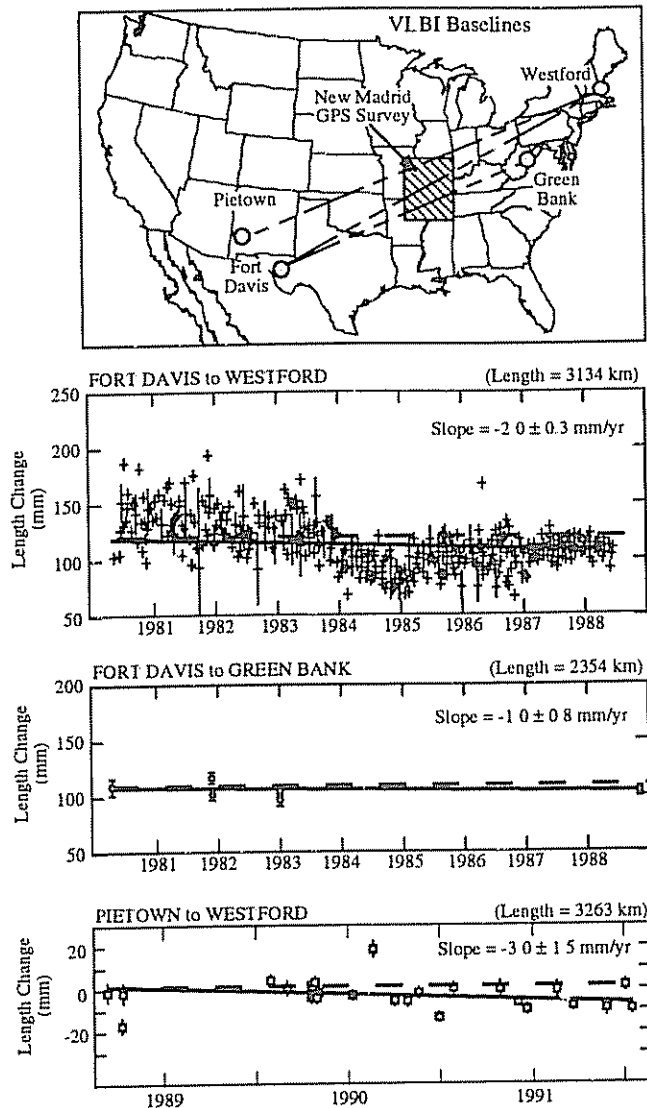 VLBI Baselines
Westford
New Madrid
GPS Survey
Green
Bank
Pietown
Fort
Davis
FORT DAVIS to WESTFORD (Length = 3134 km)
Slope = -2 0 ± 0.3 mm/yr
Length Change
(mm)
250
200
150
100
50
1981 1982 1983 1984 1985 1986 1987 1988
FORT DAVIS to GREEN BANK (Length = 2354 km)
Slope = -1 0 ± 0 8 mm/yr
Length Change
(mm)
200
150
100
50
1981 1982 1983 1984 1985 1986 1987 1988
PIETOWN to WESTFORD (Length = 3263 km)
Slope = -3 0 ± 1 5 mm/yr
Length Change
(mm)
20
0
-20
1989 1990 1991